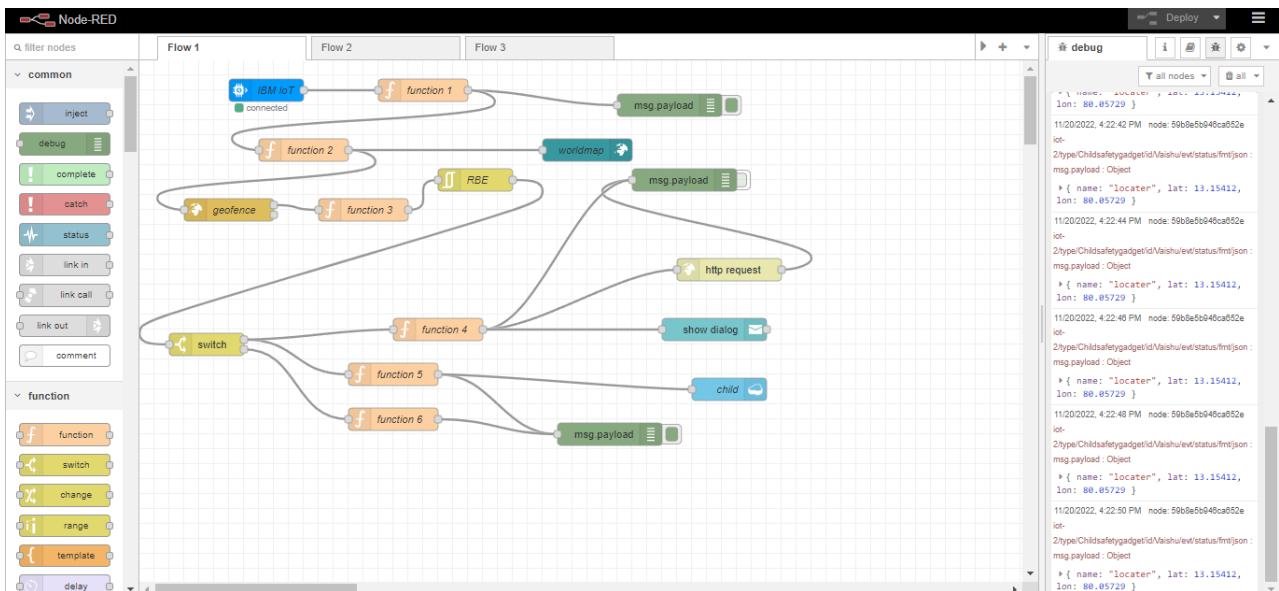 Node-RED
Deploy
filter nodes
Flow 1
Flow 2
Flow 3
debug
i
all nodes
all
common
inject
debug
complete
catch
status
link in
link call
link out
comment
function
function
switch
change
range
template
delay
IBM IoT
connected
function 1
msg.payload
function 2
worldmap
RBE
msg.payload
geofence
function 3
http request
function 4
show dialog
switch
function 5
child
function 6
msg.payload
{ name: "locater", lat: 13.15412,
lon: 80.05729 }
11/20/2022, 4:22:42 PM node: 59b8e5b946ca652e
iot-
2/type/Childsafetygadget/id/Vaishu/evt/status/fmt/json :
msg.payload : Object
{ name: "locater", lat: 13.15412,
lon: 80.05729 }
11/20/2022, 4:22:44 PM node: 59b8e5b946ca652e
iot-
2/type/Childsafetygadget/id/Vaishu/evt/status/fmt/json :
msg.payload : Object
{ name: "locater", lat: 13.15412,
lon: 80.05729 }
11/20/2022, 4:22:46 PM node: 59b8e5b946ca652e
iot-
2/type/Childsafetygadget/id/Vaishu/evt/status/fmt/json :
msg.payload : Object
{ name: "locater", lat: 13.15412,
lon: 80.05729 }
11/20/2022, 4:22:48 PM node: 59b8e5b946ca652e
iot-
2/type/Childsafetygadget/id/Vaishu/evt/status/fmt/json :
msg.payload : Object
{ name: "locater", lat: 13.15412,
lon: 80.05729 }
11/20/2022, 4:22:50 PM node: 59b8e5b946ca652e
iot-
2/type/Childsafetygadget/id/Vaishu/evt/status/fmt/json :
msg.payload : Object
{ name: "locater", lat: 13.15412,
lon: 80.05729 }